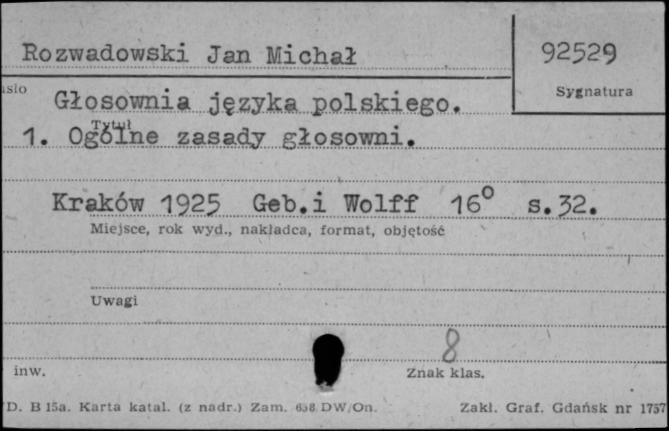 Rozwadowski Jan Michał
92529
Sygnatura
asło
Głosownia języka polskiego.
Tytuł
1. Ogólne zasady głosowni.
Kraków 1925 Geb.i Wolff 16° s.32.
Miejsce, rok wyd., nakładca, format, objętość
Uwagi
8
inw.
Znak klas.
D. B 15a. Karta katal. (z nadr.) Zam. 658 DW/On.
Zakł. Graf. Gdańsk nr 1757